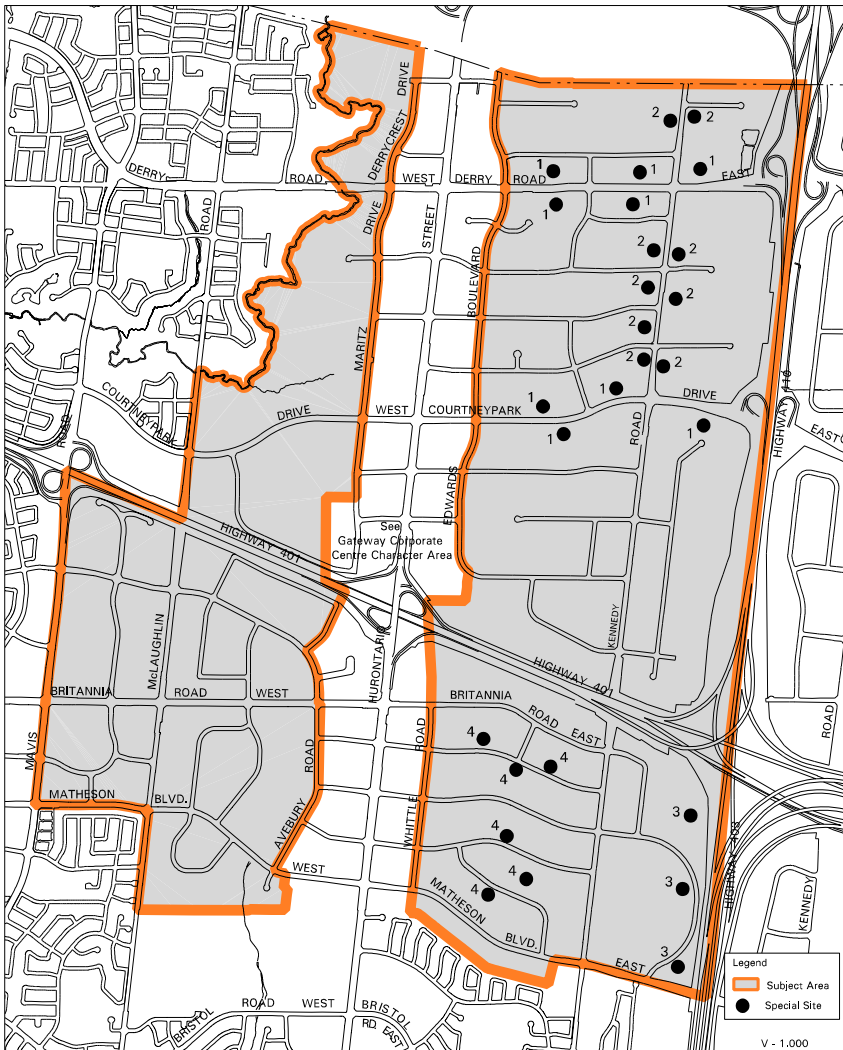 DRIVE
DERRYCREST
2
2
DERRY
ROAD
WEST
DERRY
ROAD
EAST
1
1
1
1
1
ROAD
DRIVE
STREET
BOULEVARD
2
2
2
2
2
2
2
MARITZ
HIGHWAY 410
COURTNEYPARK
DRIVE
WEST
COURTNEYPARK
DRIVE
1
1
1
1
ROAD
ROAD
EDWARDS
See
Gateway Corporate
Centre Character Area
HIGHWAY 401
McLAUGHLIN
HURONTARIO
KENNEDY
HIGHWAY 401
BRITANNIA
ROAD
WEST
BRITANNIA
ROAD
EAST
ROAD
ROAD
ROAD
MAVIS
4
4
4
4
4
4
3
3
3
MATHESON
BLVD.
WEST
AVEBURY
WHITTLE
MATHESON
BLVD.
EAST
HIGHWAY 403
KENNEDY
ROAD
WEST
BRISTOL
BRISTOL
RD. EAST
Legend
Subject Area
Special Site
V - 1.000